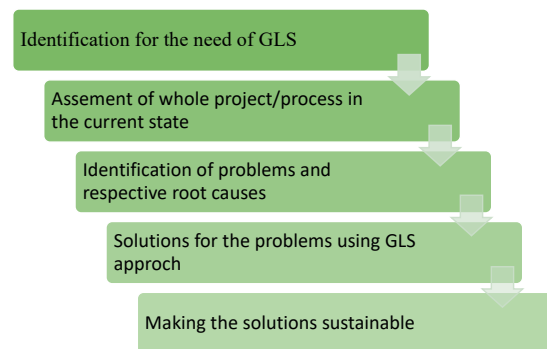 Identification for the need of GLS
Assement of whole project/process in
the current state
Identification of problems and
respective root causes
Solutions for the problems using GLS
approch
Making the solutions sustainable